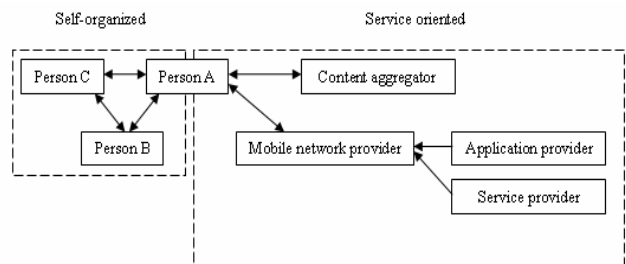 Self-organized
Service oriented
Person C
Person A
Content aggregator
Person B
Mobile network provider
Application provider
Service provider